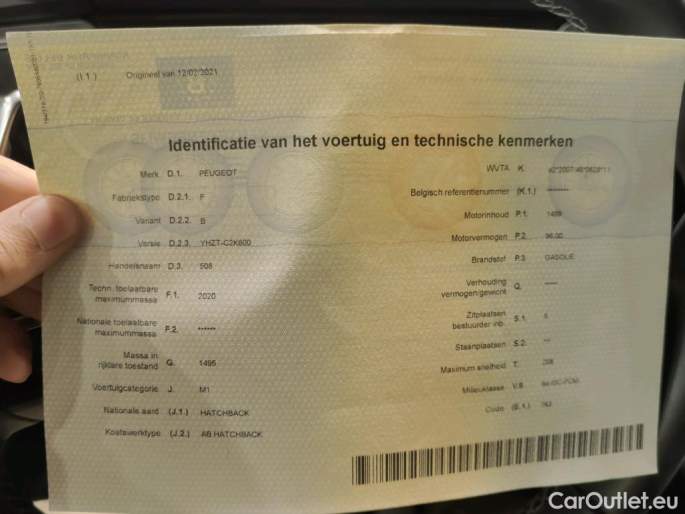 (I.1.) Origineel van 12/02/2021
Identificatie van het voertuig en technische kenmerken
Merk D.1. PEUGEOT
Fabriekstype D.2.1. F
Variant D.2.2. B
Versie D.2.3. YHZT-C2K600
Handelsnaam D.3. 508
Techn. toelaatbare
maximummassa F.1. 2020
Nationale toelaatbare
maximummassa F.2. ******
Massa in
rijklare toestand G. 1495
Voertuigcategorie J. M1
Nationale aard (J.1.) HATCHBACK
Koetswerktype (J.2.) AB HATCHBACK
WVTA K.
Belgisch referentienummer (K.1.) *******
Motorinhoud P.1. 1499
Motorvermogen P.2. 96.00
Brandstof P.3. GASOLIE
Verhouding
vermogen/gewicht Q. ****
Zitplaatsen
bestuurder inb. S.1. 5
Staanplaatsen S.2. **
Maximum snelheid T. 208
Milieuklasse V.9.
Code (S.1.)
CarOutlet.eu